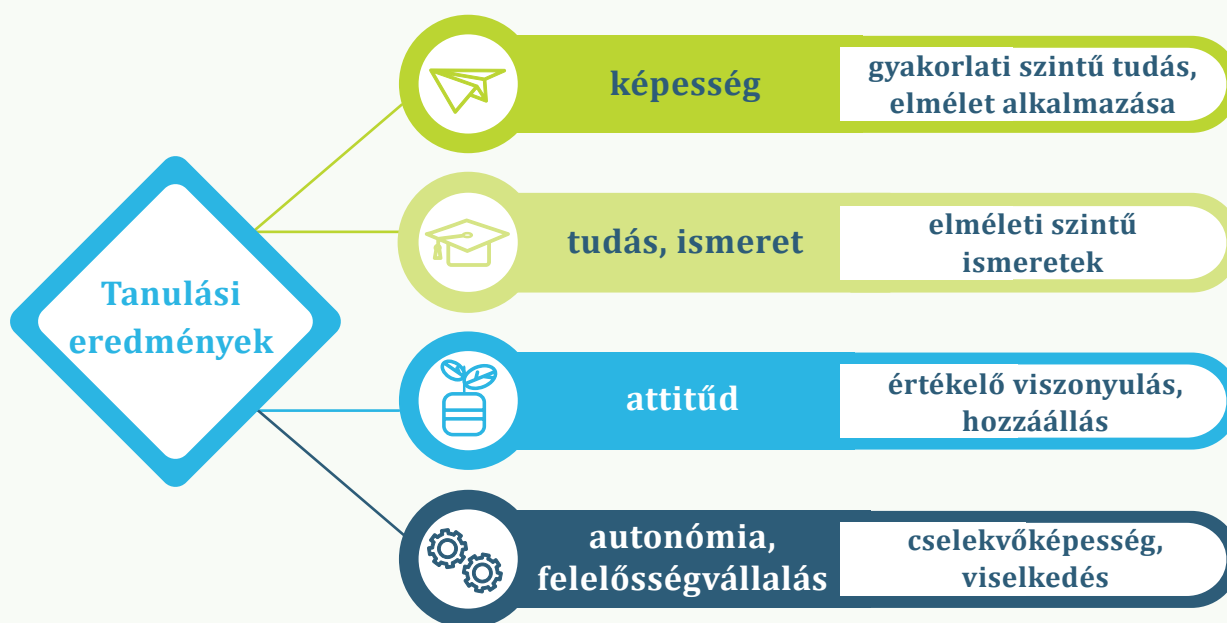 Tanulási
eredmények
képesség
gyakorlati szintű tudás,
elmélet alkalmazása
tudás, ismeret
elméleti szintű
ismeretek
attitűd
értékelő viszonyulás,
hozzáállás
autonómia,
felelősségvállalás
cselekvőképesség,
viselkedés